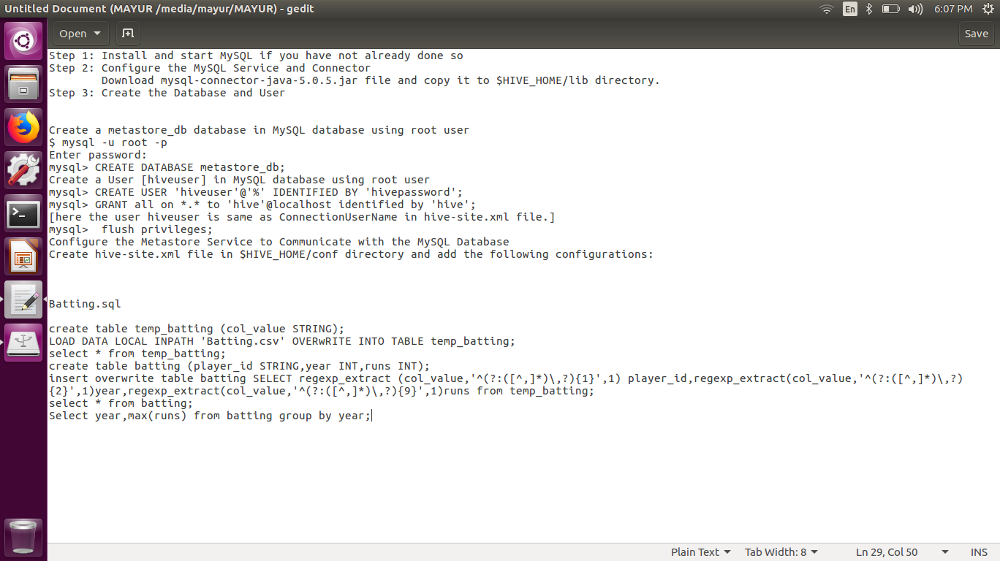 Untitled Document (MAYUR /media/mayur/MAYUR) - gedit
En
6:07 PM
Open
Save
Step 1: Install and start MySQL if you have not already done so
Step 2: Configure the MySQL Service and Connector
        Download mysql-connector-java-5.0.5.jar file and copy it to $HIVE_HOME/lib directory.
Step 3: Create the Database and User
Create a metastore_db database in MySQL database using root user
$ mysql -u root -p
Enter password:
mysql> CREATE DATABASE metastore_db;
Create a User [hiveuser] in MySQL database using root user
mysql> CREATE USER 'hiveuser'@'%' IDENTIFIED BY 'hivepassword';
mysql> GRANT all on *.* to 'hive'@localhost identified by 'hive';
[here the user hiveuser is same as ConnectionUserName in hive-site.xml file.]
mysql>  flush privileges;
Configure the Metastore Service to Communicate with the MySQL Database
Create hive-site.xml file in $HIVE_HOME/conf directory and add the following configurations:
Batting.sql
create table temp_batting (col_value STRING);
LOAD DATA LOCAL INPATH 'Batting.csv' OVERwRITE INTO TABLE temp_batting;
select * from temp_batting;
create table batting (player_id STRING,year INT,runs INT);
insert overwrite table batting SELECT regexp_extract (col_value,'^(?:([^,]*)\,?){1}',1) player_id,regexp_extract(col_value,'^(?:([^,]*)\,?)
{2}',1)year,regexp_extract(col_value,'^(?:([^,]*)\,?){9}',1)runs from temp_batting;
select * from batting;
Select year,max(runs) from batting group by year;
Plain Text
Tab Width: 8
Ln 29, Col 50
INS